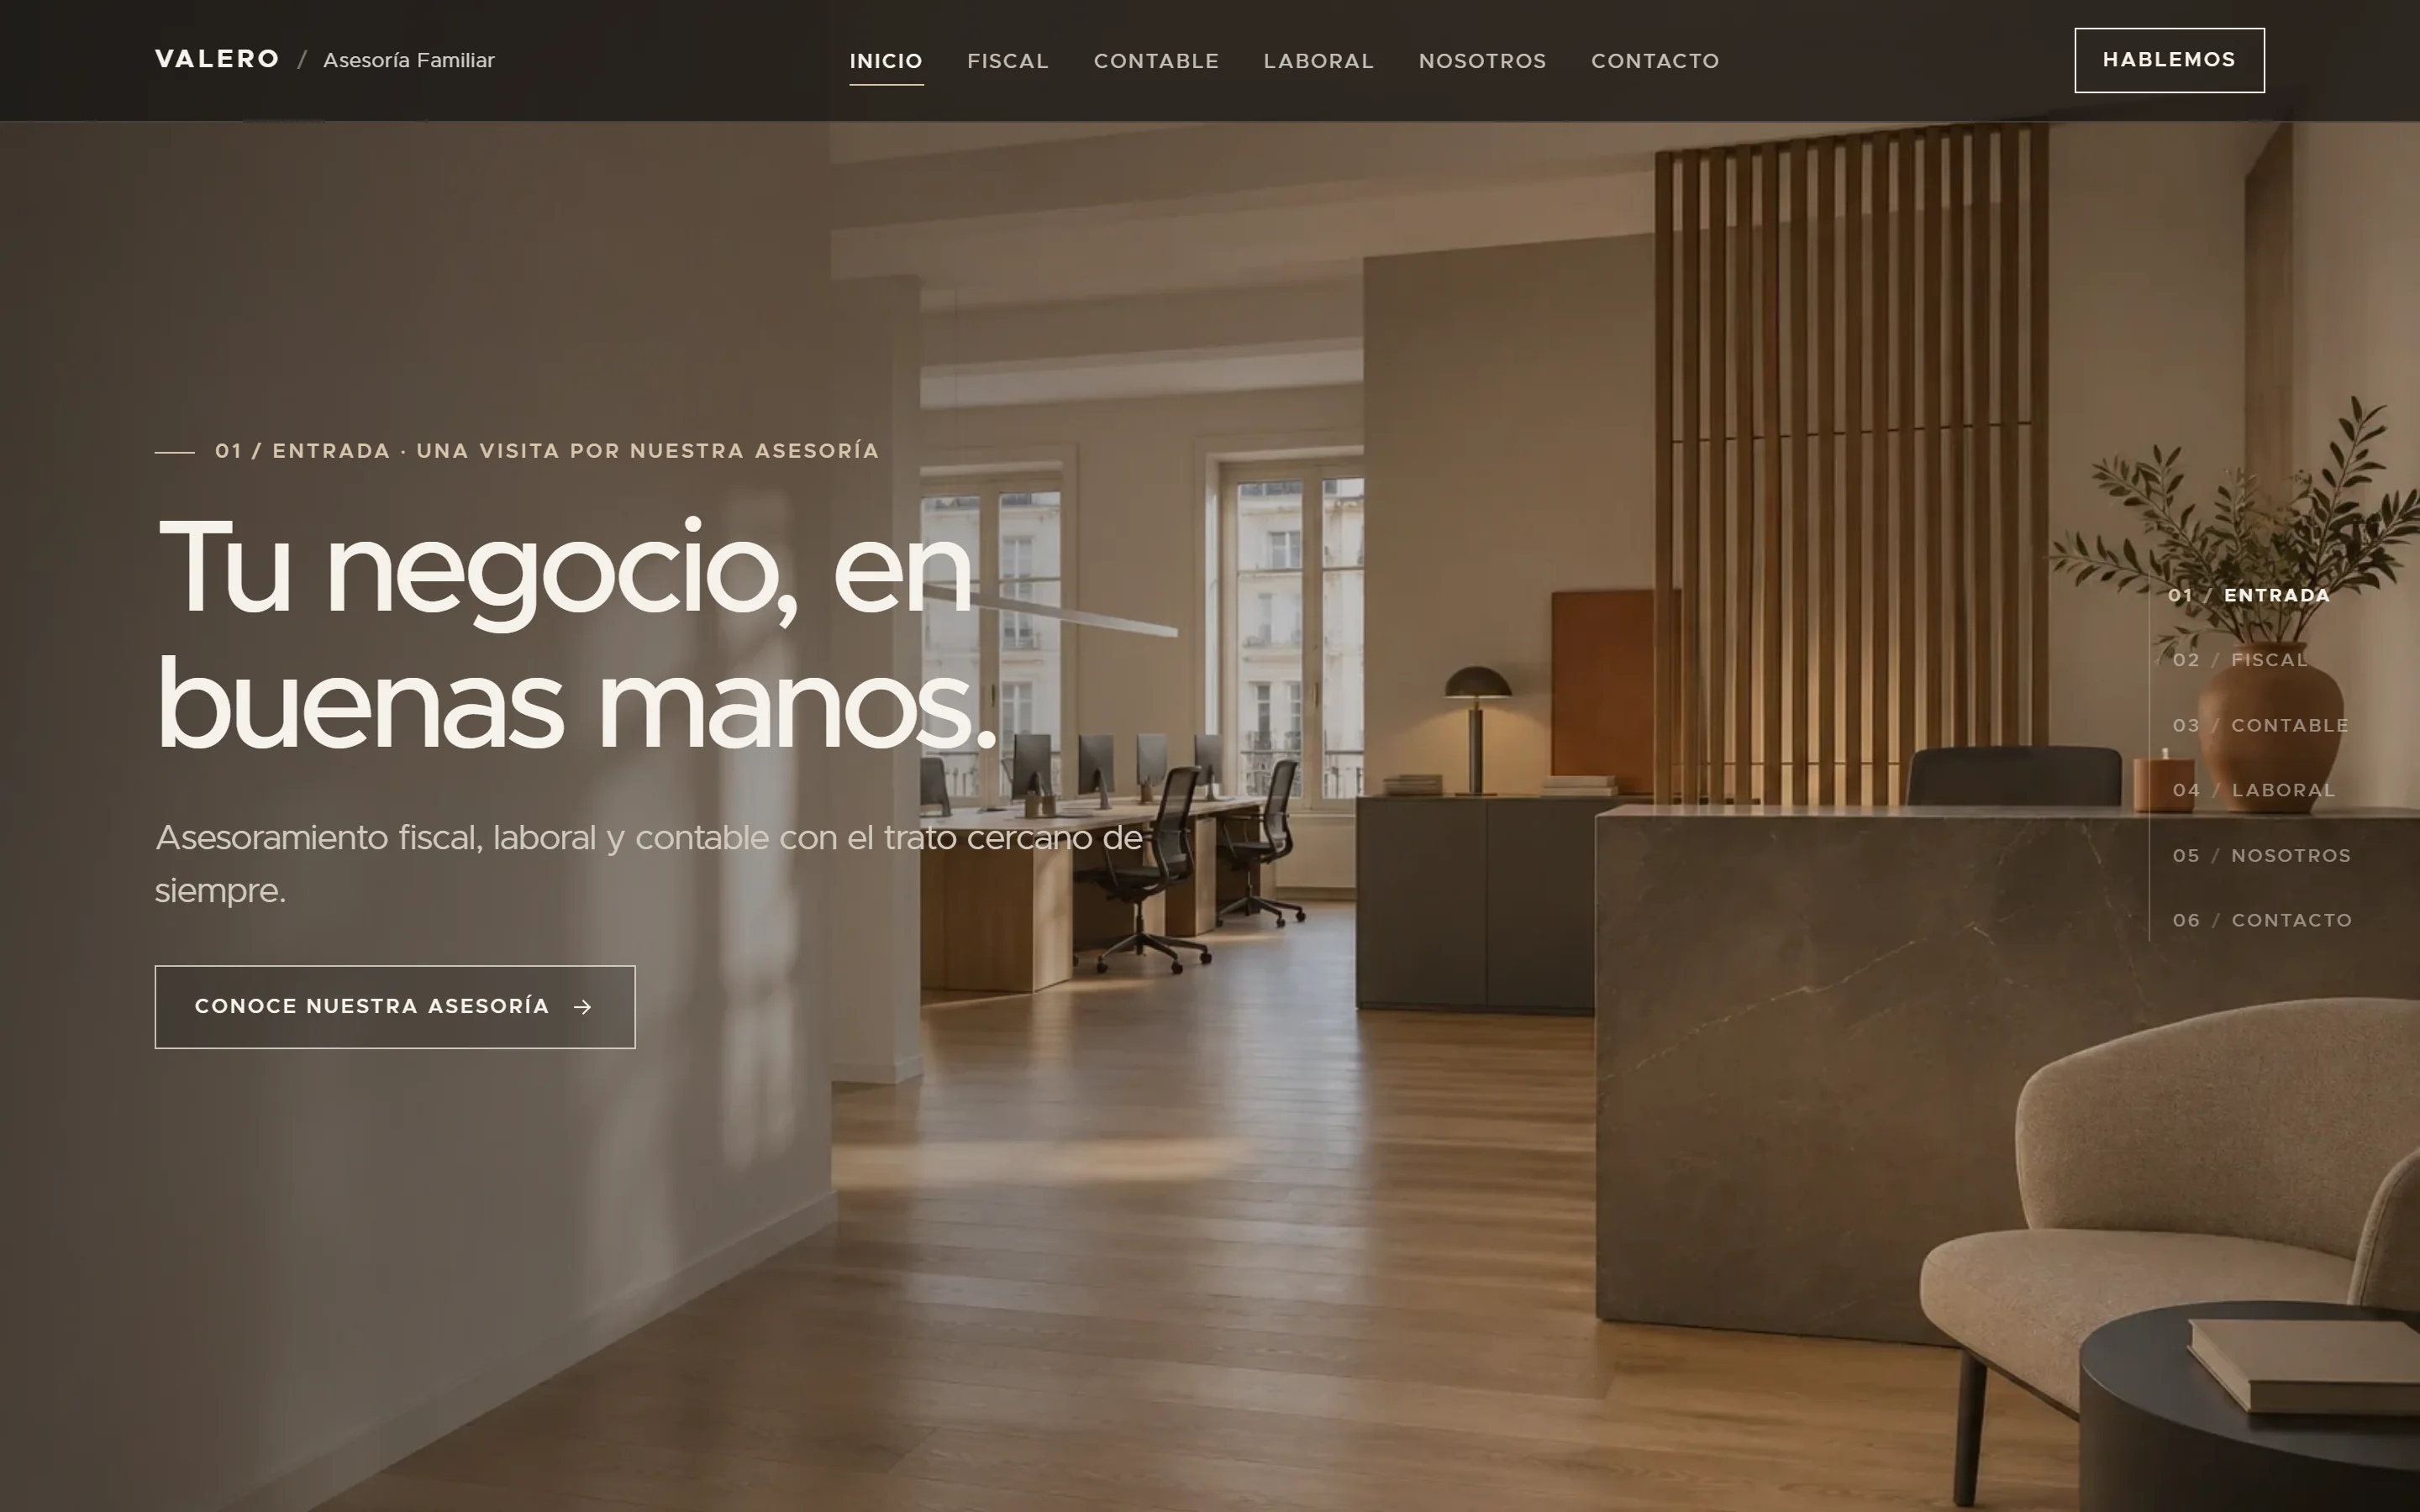 VALERO / Asesoría Familiar
INICIO FISCAL CONTABLE LABORAL NOSOTROS CONTACTO
HABLEMOS
01 / ENTRADA · UNA VISITA POR NUESTRA ASESORÍA
Tu negocio, en
buenas manos.
Asesoramiento fiscal, laboral y contable con el trato cercano de
siempre.
CONOCE NUESTRA ASESORÍA →
01 / ENTRADA
02 / FISCAL
03 / CONTABLE
04 / LABORAL
05 / NOSOTROS
06 / CONTACTO